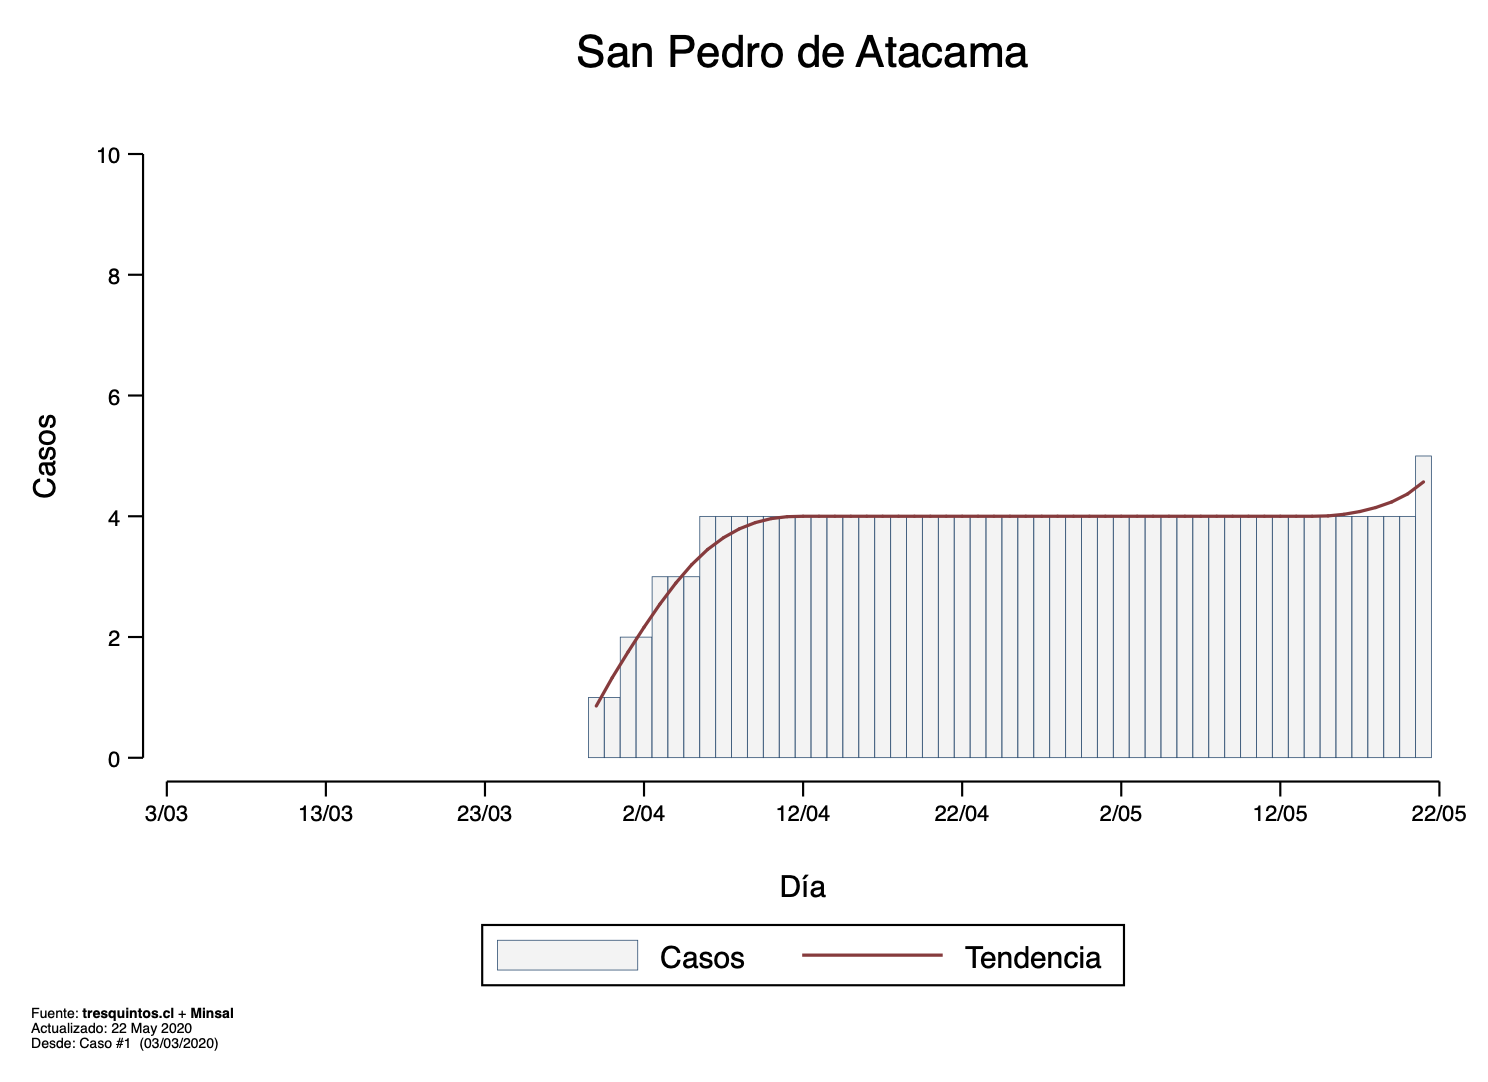 San Pedro de Atacama
10
8
6
4
2
0
Casos
3/03 13/03 23/03 2/04 12/04 22/04 2/05 12/05 22/05
Día
Casos Tendencia
Fuente: tresquintos.cl + Minsal
Actualizado: 22 May 2020
Desde: Caso #1 (03/03/2020)